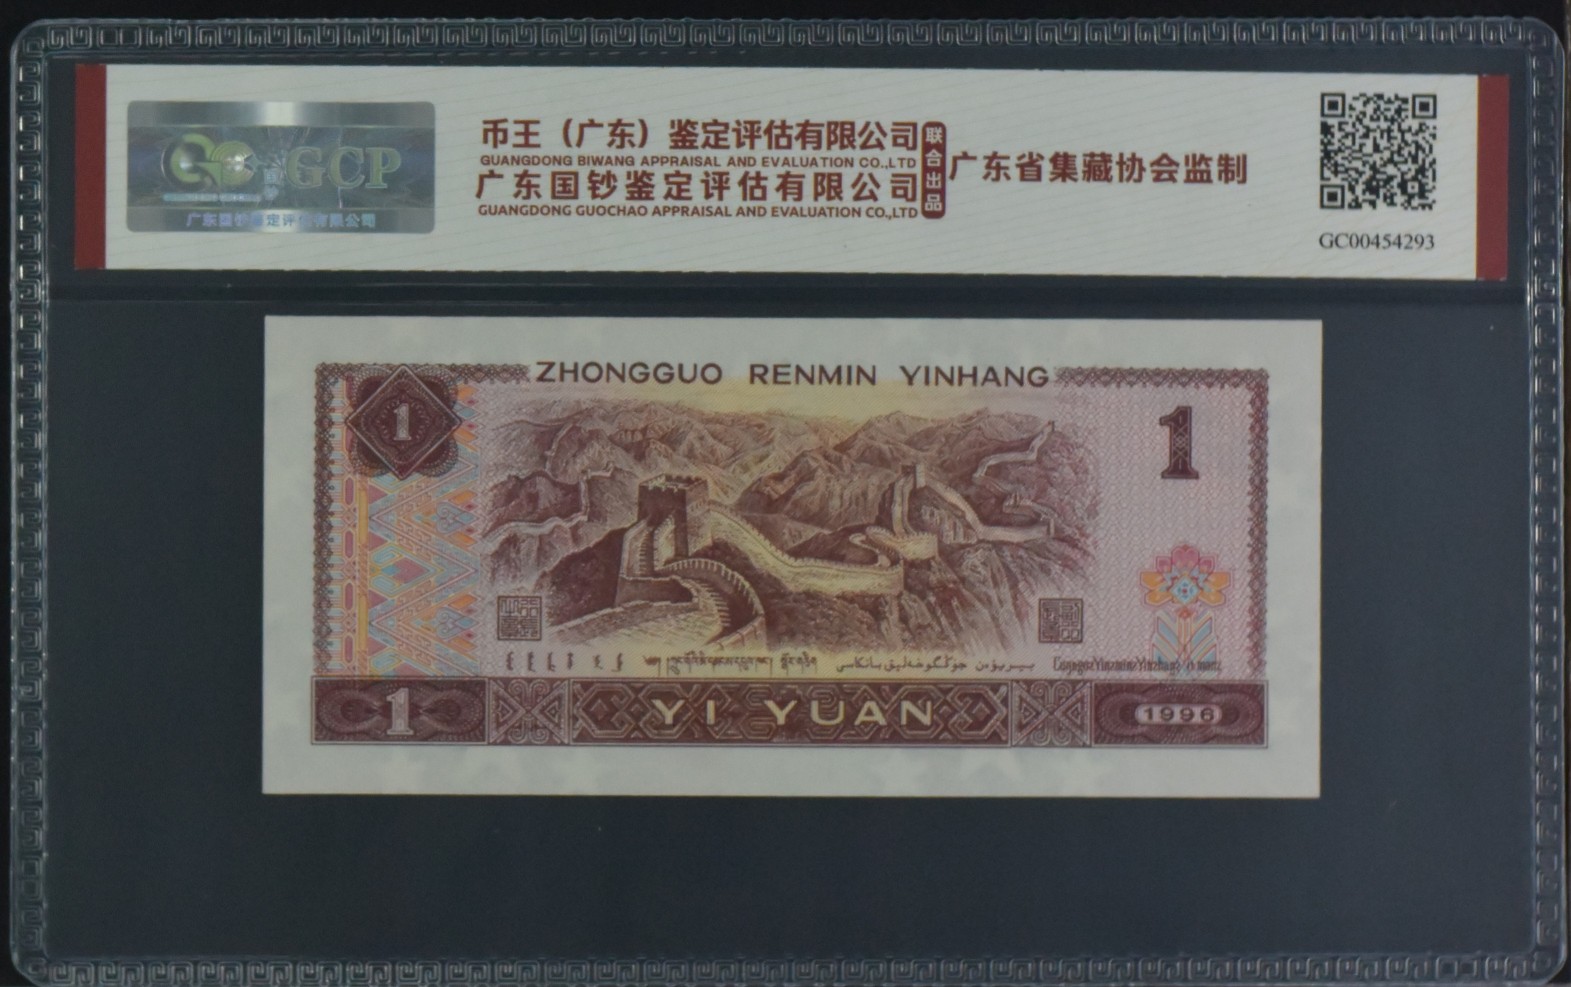 GCP
币王（广东）鉴定评估有限公司
GUANGDONG BIWANG APPRAISAL AND EVALUATION CO.,LTD
广东国钞鉴定评估有限公司
GUANGDONG GUOCHAO APPRAISAL AND EVALUATION CO.,LTD
联合出品
广东省集藏协会监制
GC00454293
ZHONGGUO RENMIN YINHANG
1
1
1
YI YUAN
1996